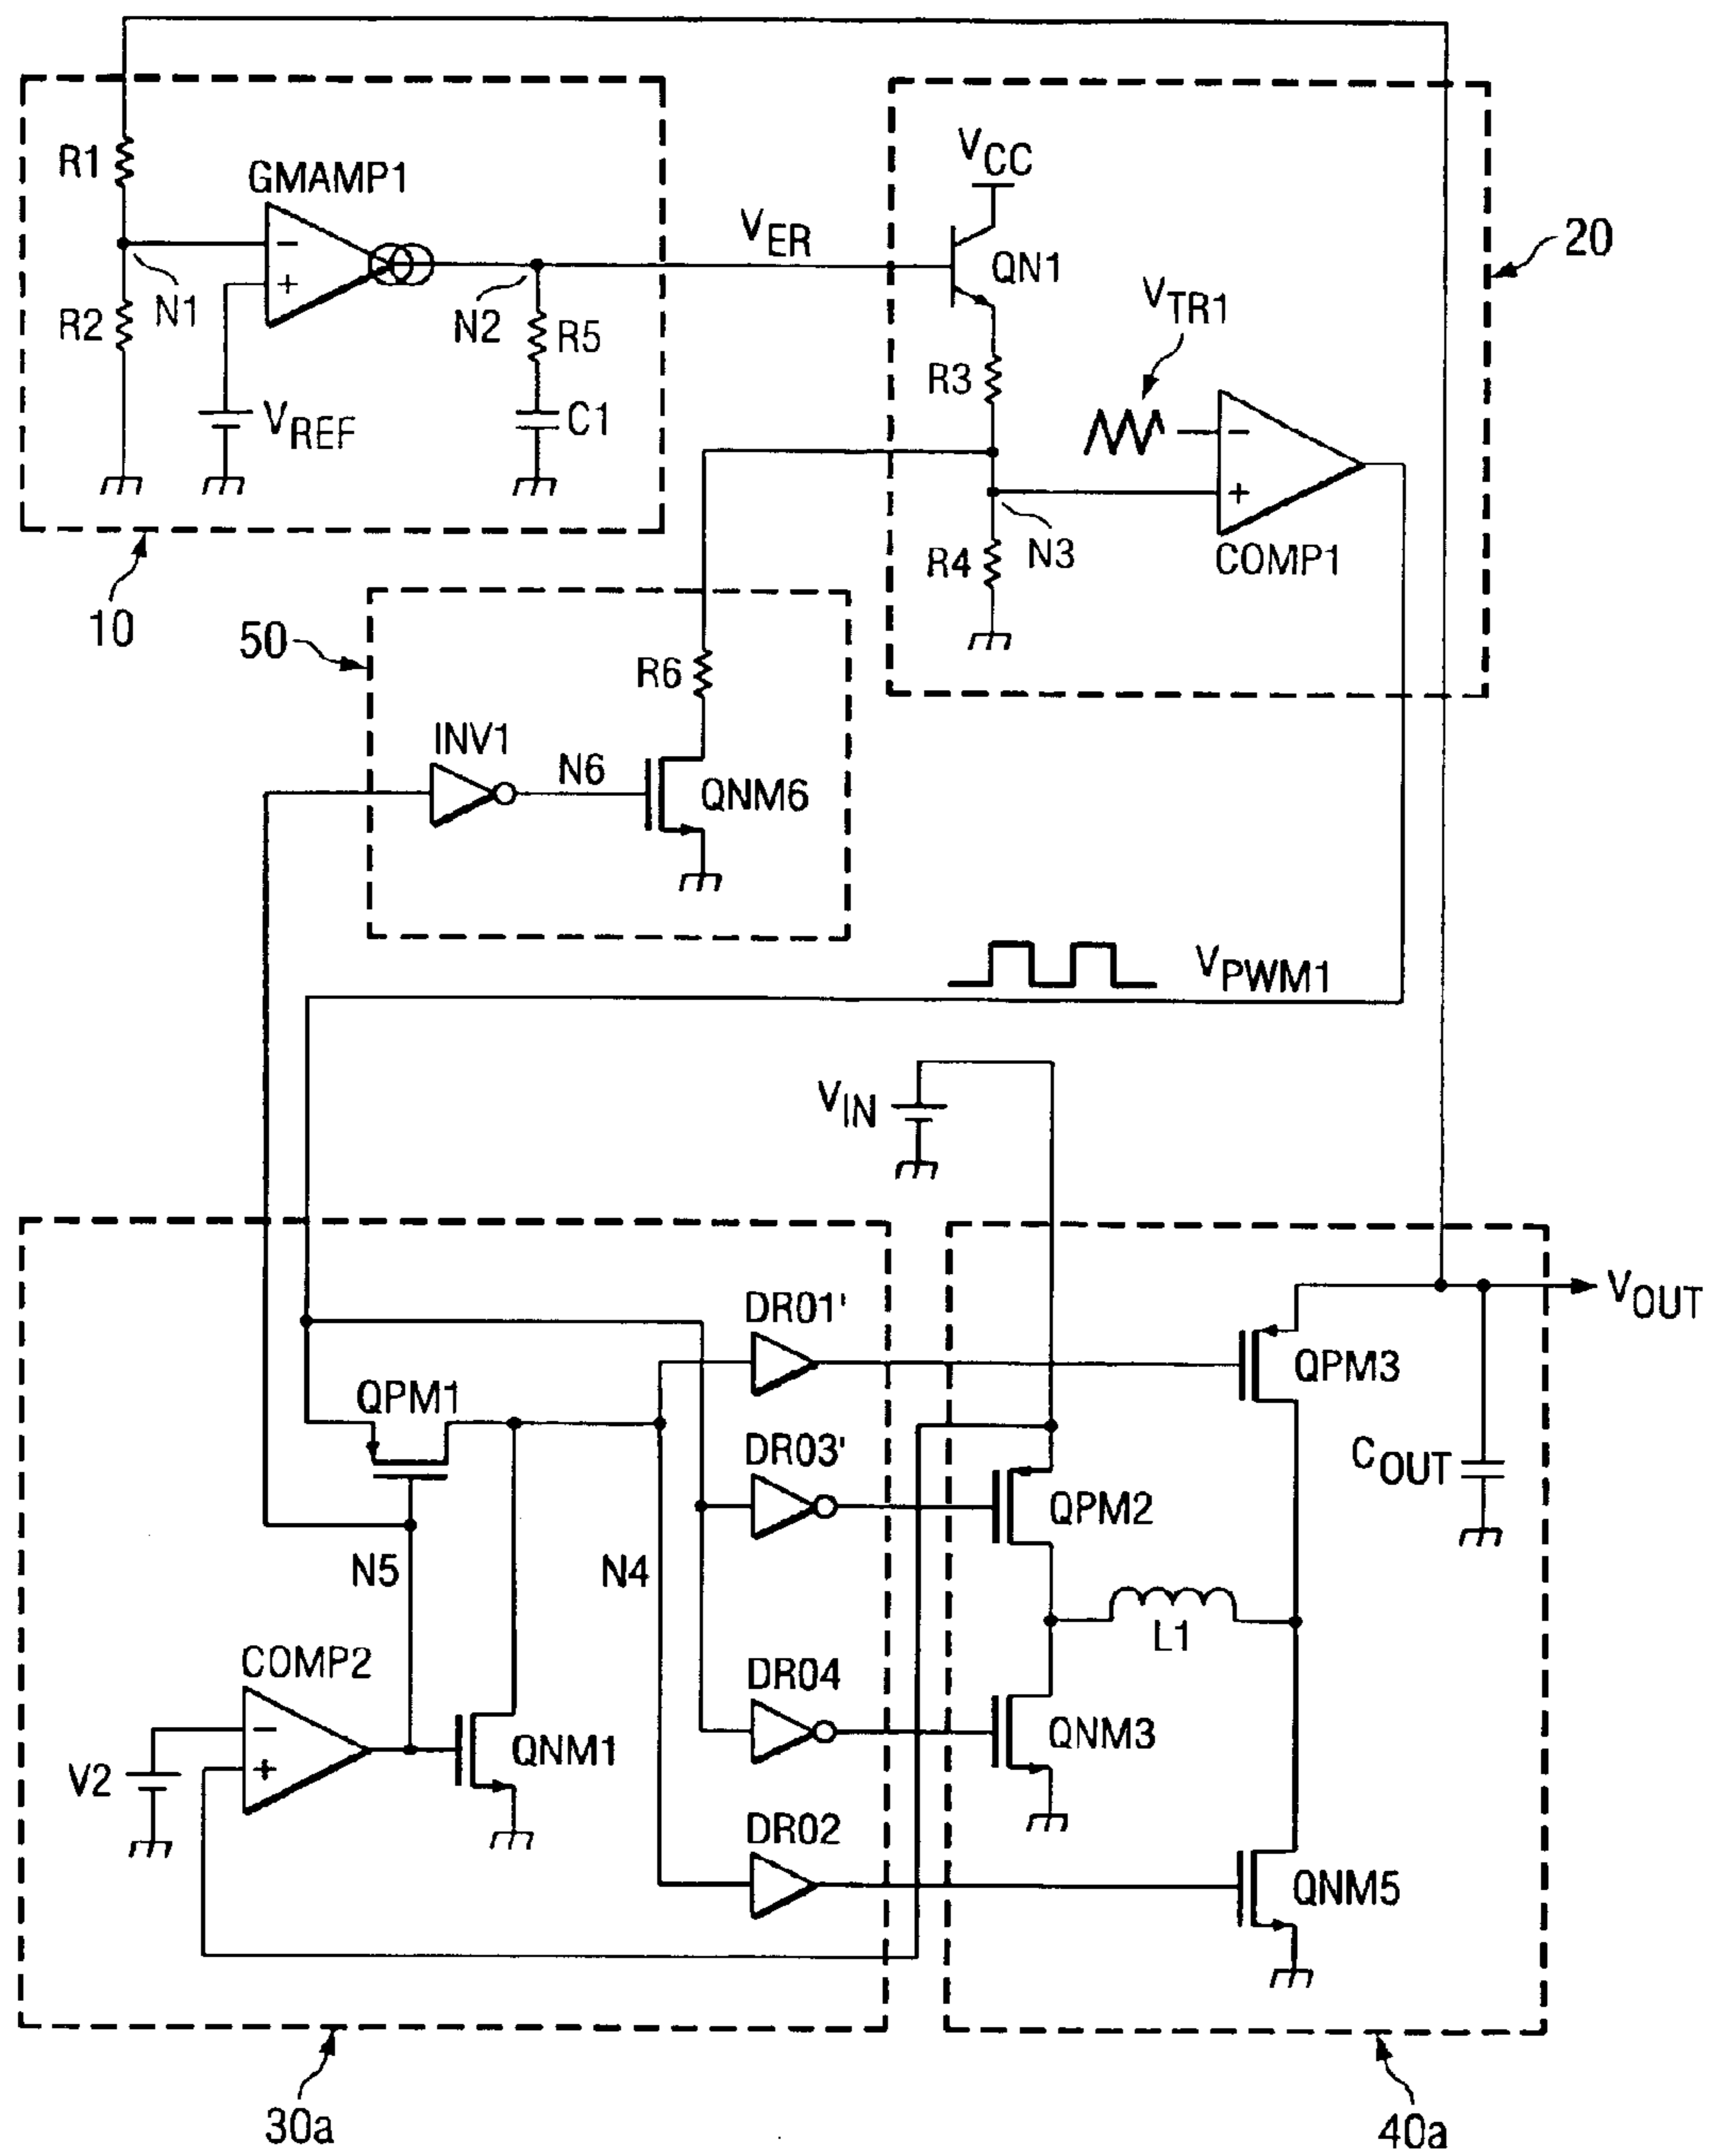 R1
GMAMP1
N1
R2
VREF
VER
N2
R5
C1
10
VCC
QN1
20
VTR1
R3
N3
R4
COMP1
50
R6
INV1
N6
QNM6
VPWM1
VIN
DR01'
QPM1
DR03'
N5
N4
COMP2
DR04
V2
QNM1
DR02
30a
VOUT
QPM3
COUT
QPM2
L1
QNM3
QNM5
40a